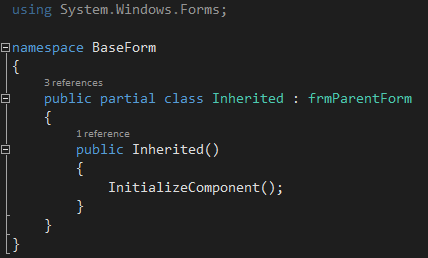 using System.Windows.Forms;
namespace BaseForm
{
3 references
public partial class Inherited : frmParentForm
{
1 reference
public Inherited()
{
InitializeComponent();
}
}
}